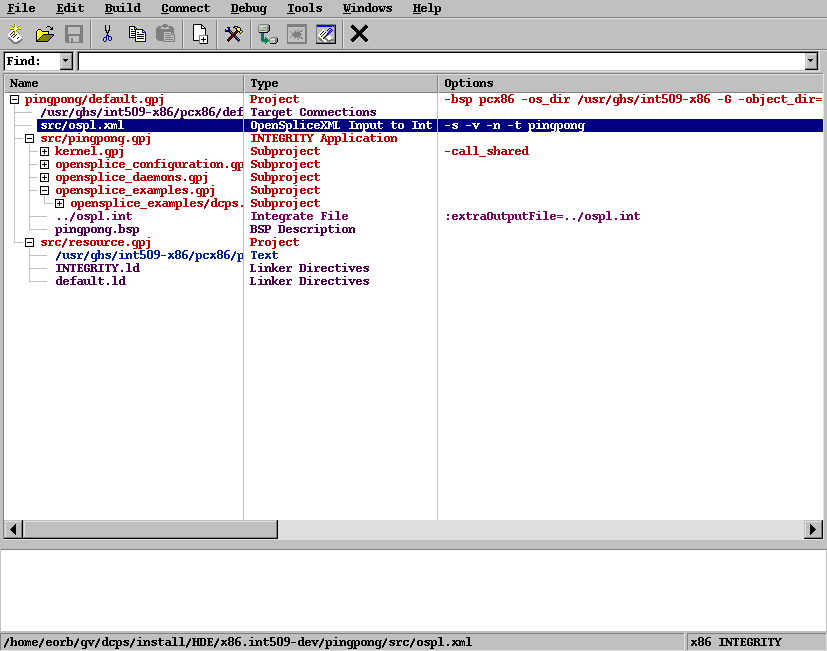 File Edit Build Connect Debug Tools Windows Help
Find:
Name Type Options
pingpong/default.gpj Project -bsp pcx86 -os_dir /usr/ghs/int509-x86 -G -object_dir=
/usr/ghs/int509-x86/pcx86/def Target Connections
src/ospl.xml OpenSpliceXML Input to Int -s -v -n -t pingpong
src/pingpong.gpj INTEGRITY Application
kernel.gpj Subproject -call_shared
opensplice_configuration.gp Subproject
opensplice_daemons.gpj Subproject
opensplice_examples.gpj Subproject
opensplice_examples/dcps. Subproject
../ospl.int Integrate File :extraOutputFile=../ospl.int
pingpong.bsp BSP Description
src/resource.gpj Project
/usr/ghs/int509-x86/pcx86/p Text
INTEGRITY.ld Linker Directives
default.ld Linker Directives
/home/eorb/gv/dcps/install/HDE/x86.int509-dev/pingpong/src/ospl.xml x86 INTEGRITY